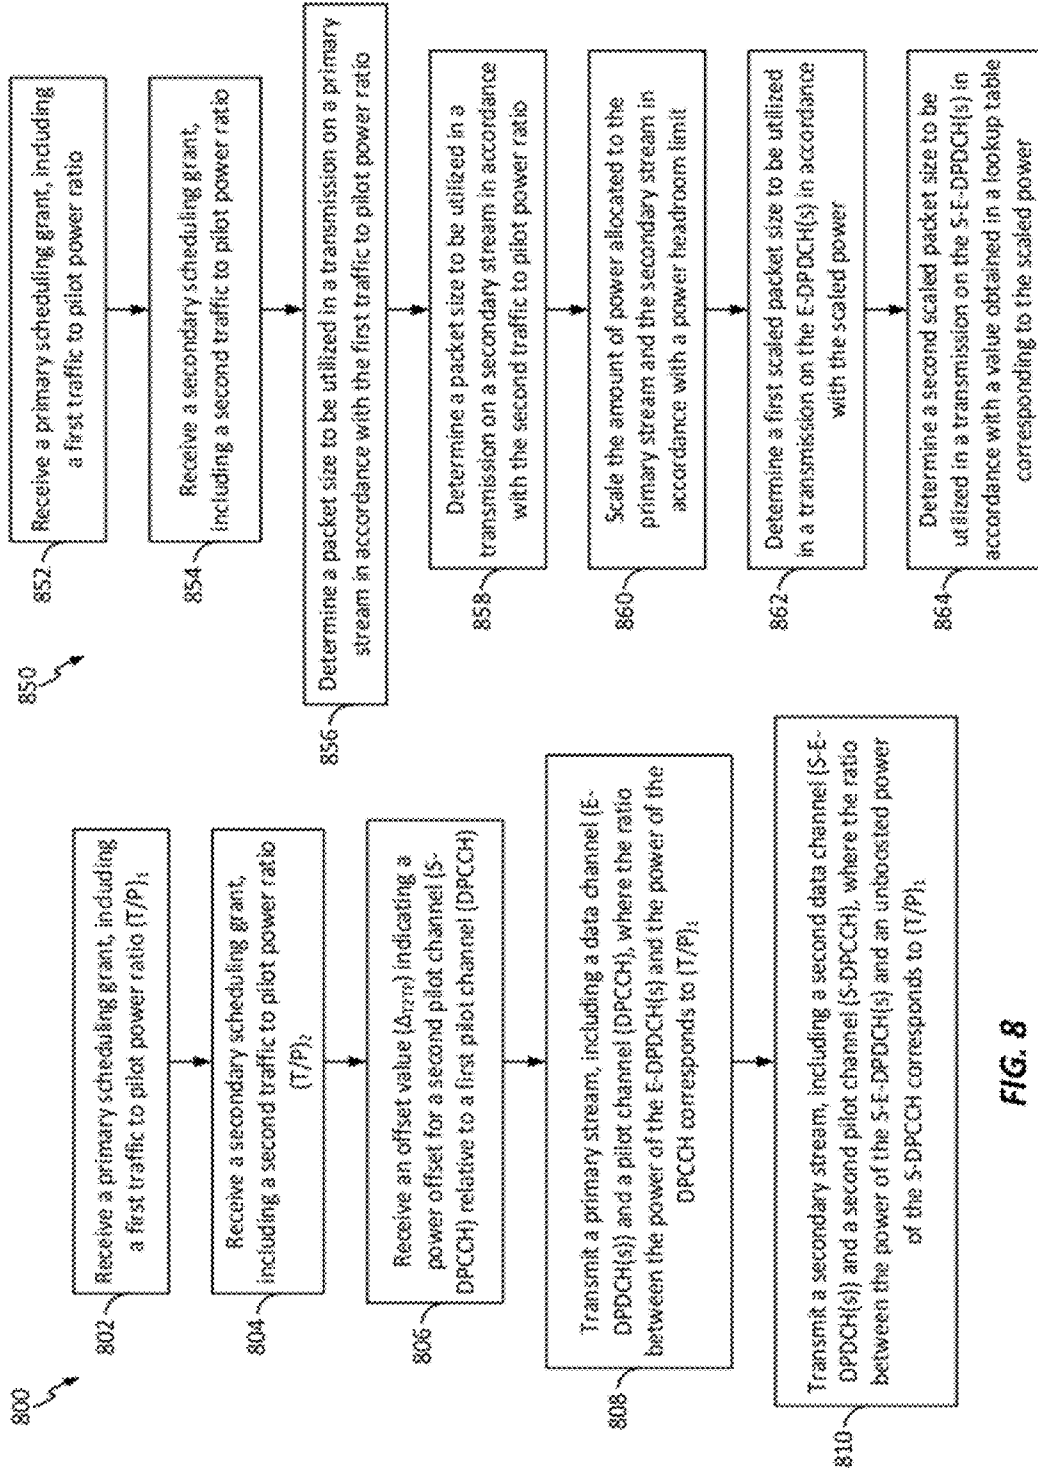 800
802
Receive a primary scheduling grant, including
a first traffic to pilot power ratio (T/P)₁
804
Receive a secondary scheduling grant,
including a second traffic to pilot power ratio
(T/P)₂
806
Receive an offset value (Δ_T2TP) indicating a
power offset for a second pilot channel (S-
DPCCH) relative to a first pilot channel (DPCCH)
808
Transmit a primary stream, including a data channel (E-
DPDCH(s)) and a pilot channel (DPCCH), where the ratio
between the power of the E-DPDCH(s) and the power of the
DPCCH corresponds to (T/P)₁
810
Transmit a secondary stream, including a second data channel (S-E-
DPDCH(s)) and a second pilot channel (S-DPCCH), where the ratio
between the power of the S-E-DPDCH(s) and an unboosted power
of the S-DPCCH corresponds to (T/P)₁
850
852
Receive a primary scheduling grant, including
a first traffic to pilot power ratio
854
Receive a secondary scheduling grant,
including a second traffic to pilot power ratio
856
Determine a packet size to be utilized in a transmission on a primary
stream in accordance with the first traffic to pilot power ratio
858
Determine a packet size to be utilized in a
transmission on a secondary stream in accordance
with the second traffic to pilot power ratio
860
Scale the amount of power allocated to the
primary stream and the secondary stream in
accordance with a power headroom limit
862
Determine a first scaled packet size to be utilized
in a transmission on the E-DPDCH(s) in accordance
with the scaled power
864
Determine a second scaled packet size to be
utilized in a transmission on the S-E-DPDCH(s) in
accordance with a value obtained in a lookup table
corresponding to the scaled power
FIG. 8